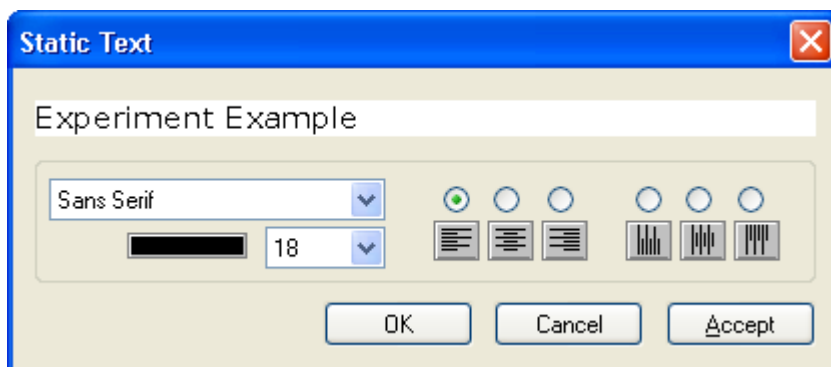 Static Text
Experiment Example
Sans Serif
18
OK Cancel Accept